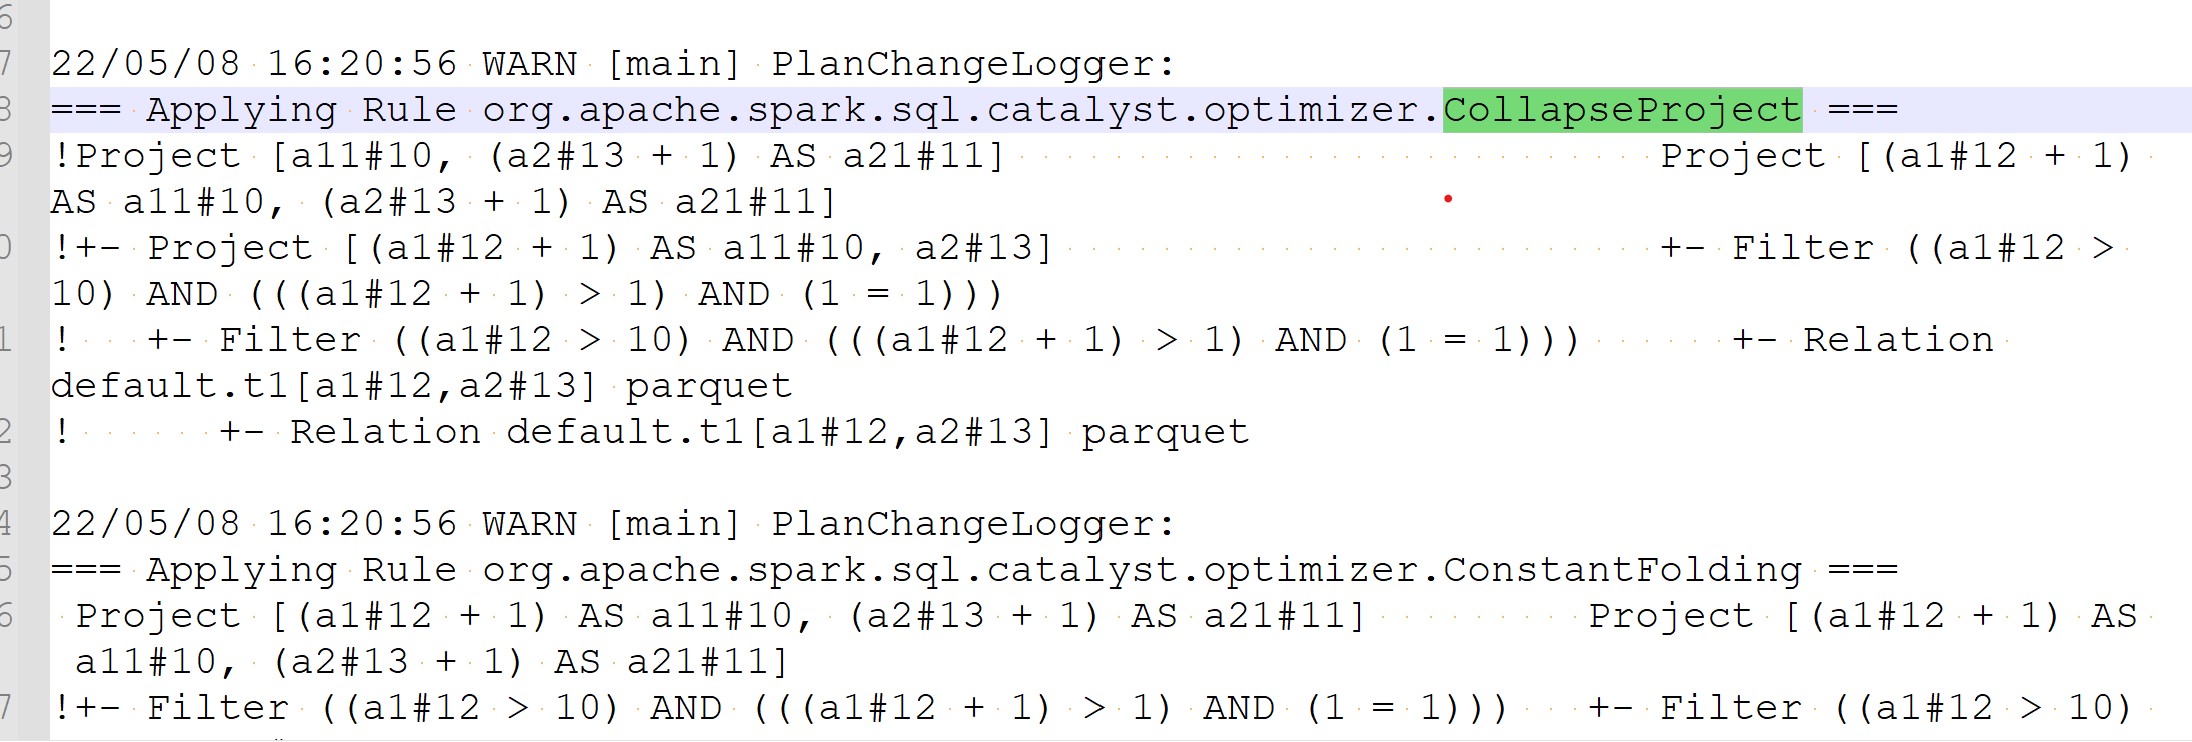 6
7 22/05/08 16:20:56 WARN [main] PlanChangeLogger:
8 === Applying Rule org.apache.spark.sql.catalyst.optimizer.CollapseProject ===
9 !Project [a11#10, (a2#13 + 1) AS a21#11] Project [(a1#12 + 1)
AS a11#10, (a2#13 + 1) AS a21#11]
0 !+- Project [(a1#12 + 1) AS a11#10, a2#13] +- Filter ((a1#12 >
10) AND (((a1#12 + 1) > 1) AND (1 = 1)))
1 ! +- Filter ((a1#12 > 10) AND (((a1#12 + 1) > 1) AND (1 = 1))) +- Relation
default.t1[a1#12,a2#13] parquet
2 ! +- Relation default.t1[a1#12,a2#13] parquet
3
4 22/05/08 16:20:56 WARN [main] PlanChangeLogger:
5 === Applying Rule org.apache.spark.sql.catalyst.optimizer.ConstantFolding ===
6 Project [(a1#12 + 1) AS a11#10, (a2#13 + 1) AS a21#11] Project [(a1#12 + 1) AS
a11#10, (a2#13 + 1) AS a21#11]
7 !+- Filter ((a1#12 > 10) AND (((a1#12 + 1) > 1) AND (1 = 1))) +- Filter ((a1#12 > 10)